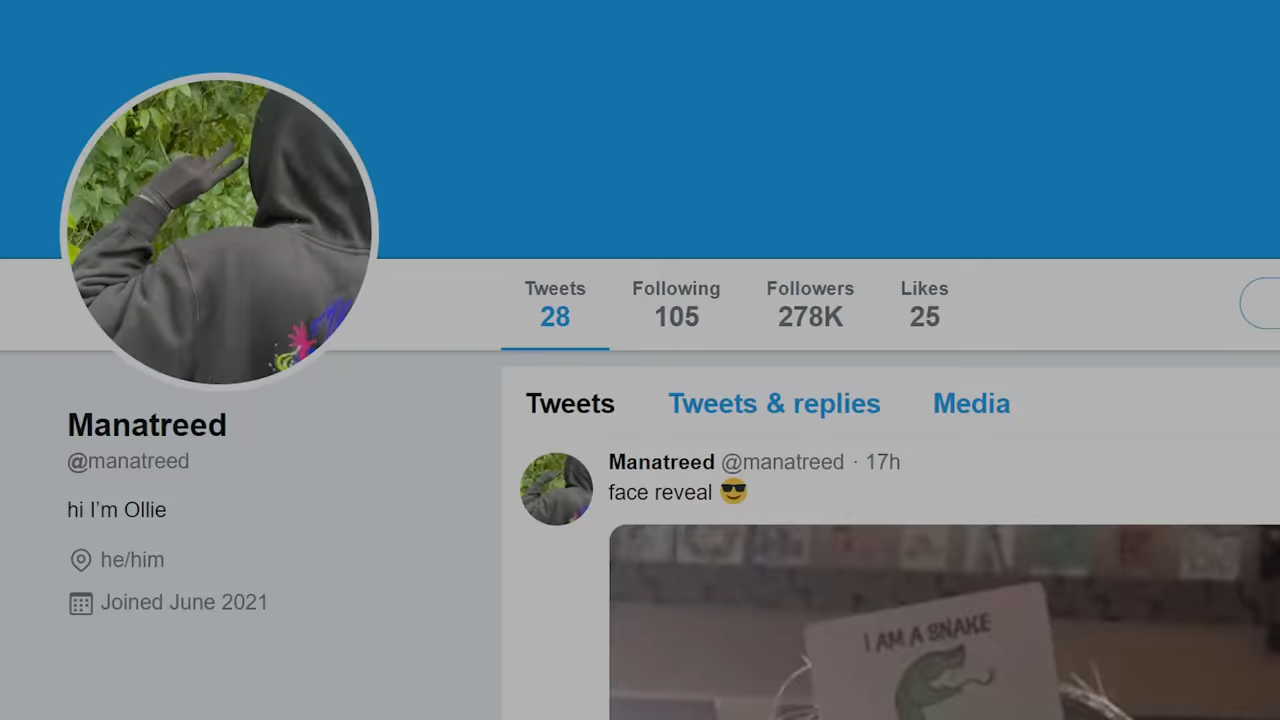 Tweets Following Followers Likes
28 105 278K 25
Tweets Tweets & replies Media
Manatreed
@manatreed
hi I’m Ollie
he/him
Joined June 2021
Manatreed @manatreed · 17h
face reveal 😎
I AM A SNAKE